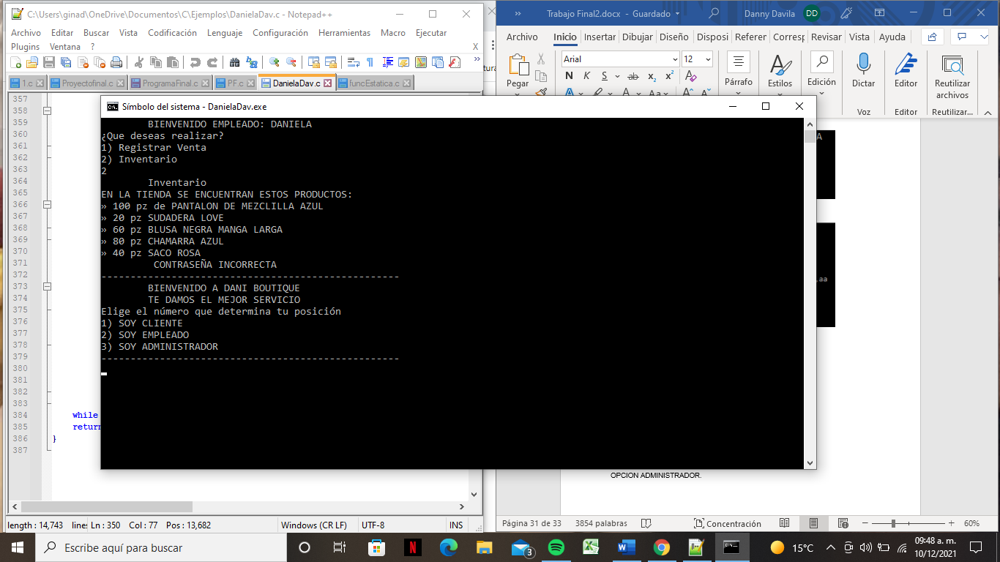 C:\Users\ginad\OneDrive\Documentos\C\Ejemplos\DanielaDav.c - Notepad++
Archivo Editar Buscar Vista Codificación Lenguaje Configuración Herramientas Macro Ejecutar
Plugins Ventana ? X
1.c Proyectofinal.c ProgramaFinal.c PF.c DanielaDav.c funcEstatica.c
357
358
359
360
361
362
363
364
365
366
367
368
369
370
371
372
373
374
375
376
377
378
379
380
381
382
383
384 while
385 return
386 }
387
length : 14,743 lines Ln : 350 Col : 77 Pos : 13,682 Windows (CR LF) UTF-8 INS
Trabajo Final2.docx - Guardado Danny Davila DD
Archivo Inicio Insertar Dibujar Diseño Disposi Referer Corresp Revisar Vista Ayuda
Arial 12
N K S ab x₂ x²
Pegar Párrafo Estilos Edición Dictar Editor Reutilizar
archivos
Voz Editor Reutilizar...
A
,aa
OPCION ADMINISTRADOR.
Página 31 de 33 3854 palabras Concentración 60%
Símbolo del sistema - DanielaDav.exe
BIENVENIDO EMPLEADO: DANIELA
¿Que deseas realizar?
1) Registrar Venta
2) Inventario
2
Inventario
EN LA TIENDA SE ENCUENTRAN ESTOS PRODUCTOS:
» 100 pz de PANTALON DE MEZCLILLA AZUL
» 20 pz SUDADERA LOVE
» 60 pz BLUSA NEGRA MANGA LARGA
» 80 pz CHAMARRA AZUL
» 40 pz SACO ROSA
CONTRASEÑA INCORRECTA
---------------------------------------------------
BIENVENIDO A DANI BOUTIQUE
TE DAMOS EL MEJOR SERVICIO
Elige el número que determina tu posición
1) SOY CLIENTE
2) SOY EMPLEADO
3) SOY ADMINISTRADOR
---------------------------------------------------
Escribe aquí para buscar
3
15°C
09:48 a. m.
10/12/2021